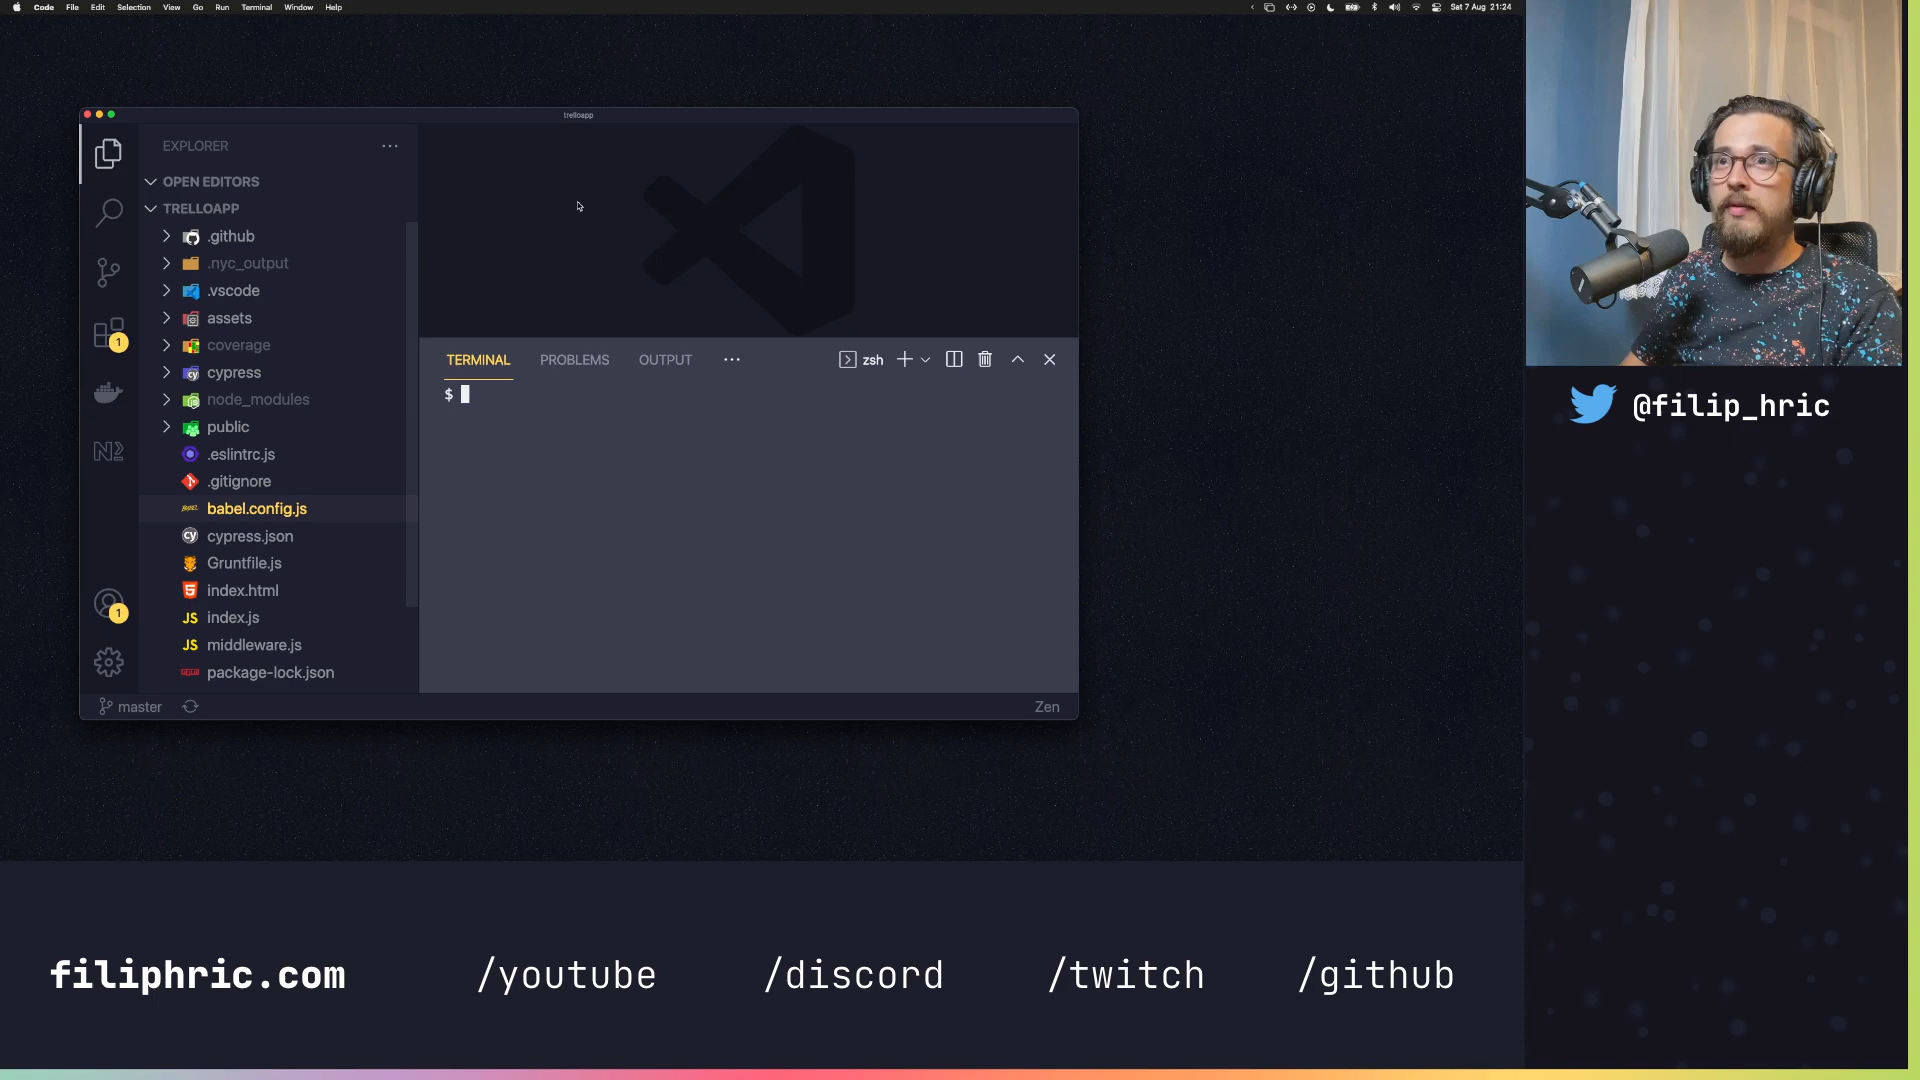 Code File Edit Selection View Go Run Terminal Window Help
Sat 7 Aug 21:24
trelloapp
EXPLORER
OPEN EDITORS
TRELLOAPP
.github
.nyc_output
.vscode
assets
coverage
cypress
node_modules
public
.eslintrc.js
.gitignore
babel.config.js
cypress.json
Gruntfile.js
index.html
index.js
middleware.js
package-lock.json
1
1
TERMINAL PROBLEMS OUTPUT
zsh
$
master
Zen
@filip_hric
filiphric.com /youtube /discord /twitch /github